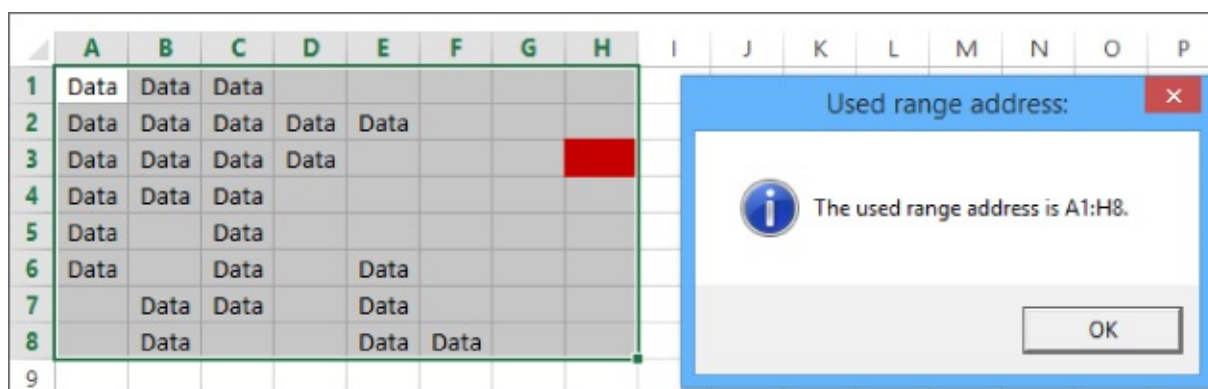 A B C D E F G H I J K L M N O P
1 Data Data Data
2 Data Data Data Data Data
3 Data Data Data Data
4 Data Data Data
5 Data Data
6 Data Data Data
7 Data Data Data
8 Data Data Data
9
Used range address:
The used range address is A1:H8.
OK